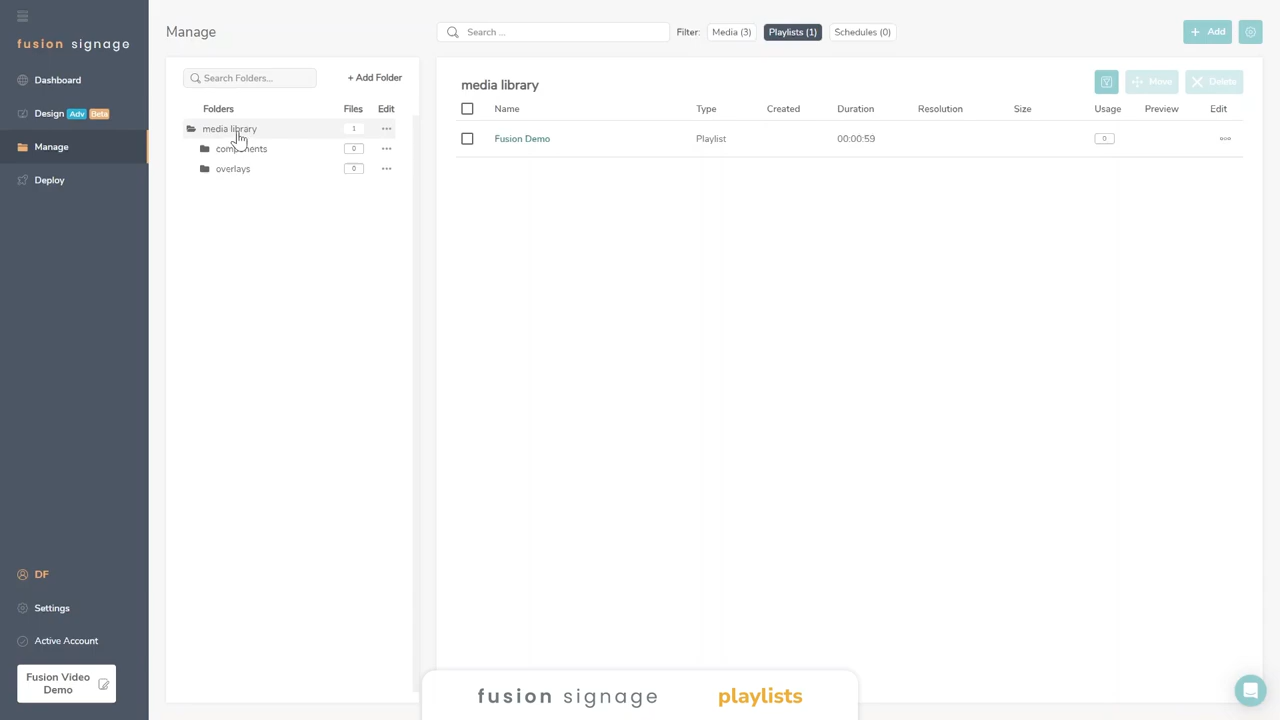 fusion signage
Dashboard
Design Adv Beta
Manage
Deploy
DF
Settings
Active Account
Fusion Video
Demo
Manage
Search ...
Filter: Media (3) Playlists (1) Schedules (0)
+ Add
Search Folders...
+ Add Folder
Folders Files Edit
media library 1
components 0
overlays 0
media library
Move
Delete
Name Type Created Duration Resolution Size Usage Preview Edit
Fusion Demo Playlist 00:00:59 0
fusion signage playlists